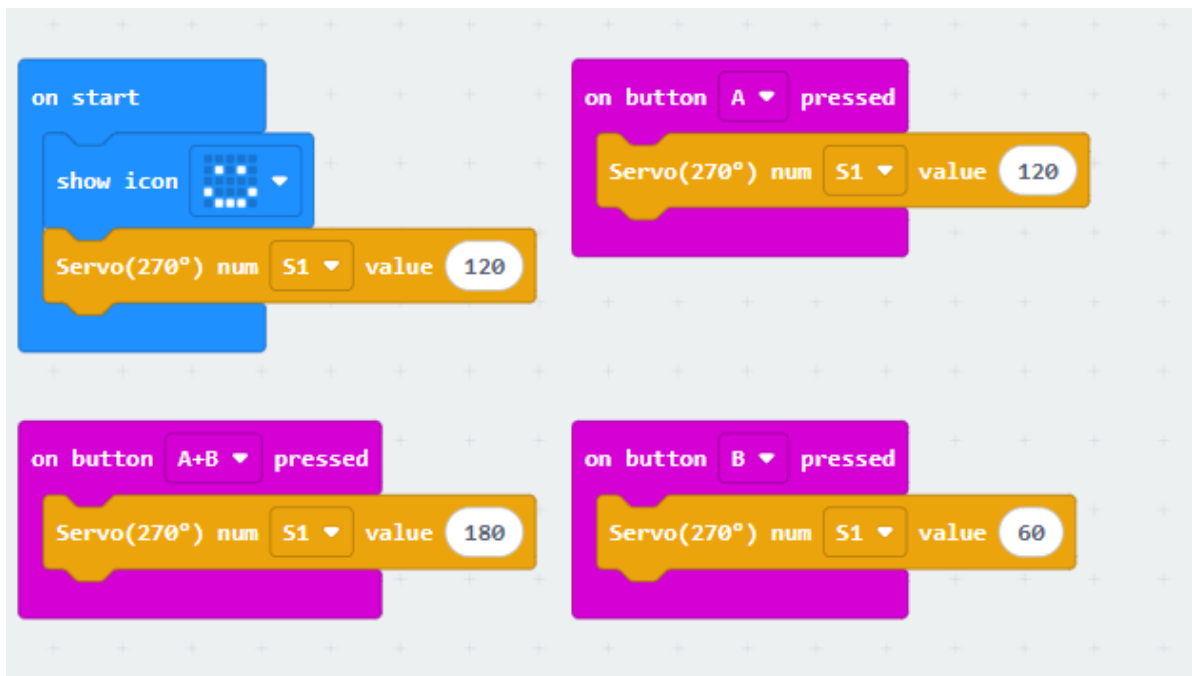 on start
show icon
Servo(270°) num S1 value 120
on button A pressed
Servo(270°) num S1 value 120
on button A+B pressed
Servo(270°) num S1 value 180
on button B pressed
Servo(270°) num S1 value 60